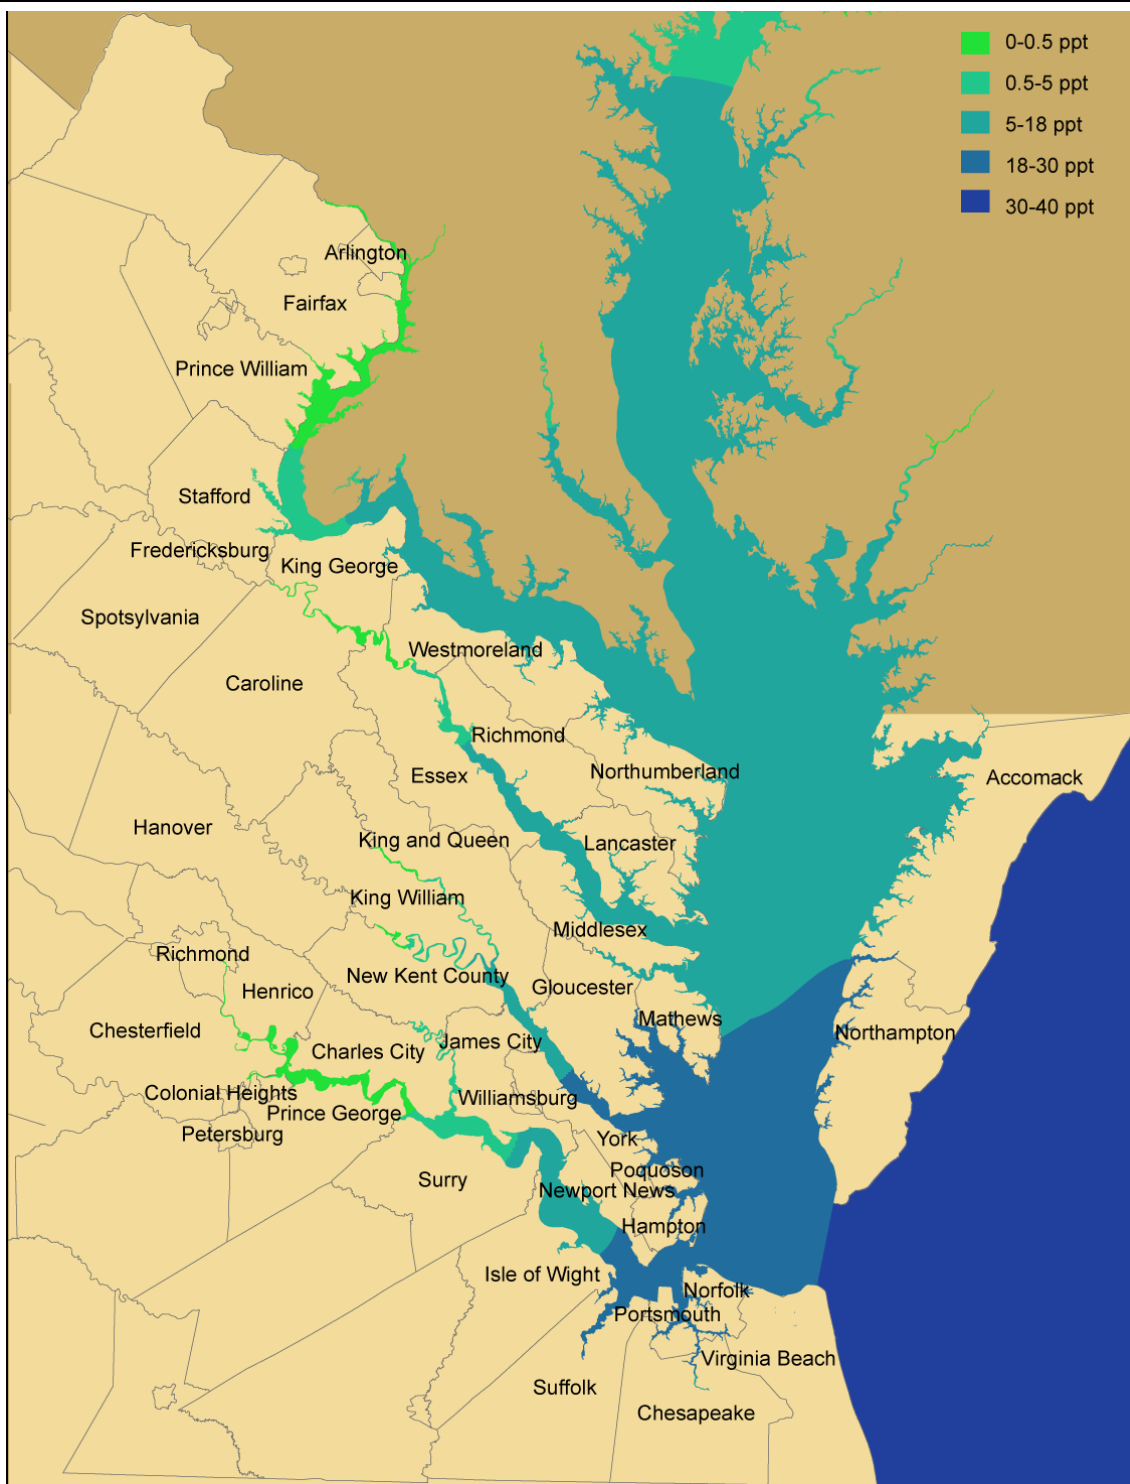 0-0.5 ppt
0.5-5 ppt
5-18 ppt
18-30 ppt
30-40 ppt
Arlington
Fairfax
Prince William
Stafford
Fredericksburg
King George
Spotsylvania
Westmoreland
Caroline
Richmond
Northumberland
Essex
Accomack
Hanover
King and Queen
Lancaster
King William
Middlesex
Richmond
New Kent County
Gloucester
Henrico
Mathews
Chesterfield
Northampton
James City
Charles City
Colonial Heights
Williamsburg
Prince George
Petersburg
York
Poquoson
Surry
Newport News
Hampton
Isle of Wight
Norfolk
Portsmouth
Virginia Beach
Suffolk
Chesapeake